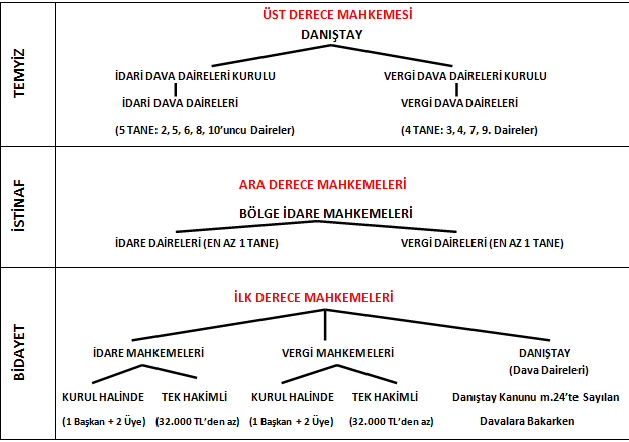 TEMYİZ
ÜST DERECE MAHKEMESİ
DANIŞTAY
İDARİ DAVA DAİRELERİ KURULU
VERGİ DAVA DAİRELERİ KURULU
İDARİ DAVA DAİRELERİ
VERGİ DAVA DAİRELERİ
(5 TANE: 2, 5, 6, 8, 10’uncu Daireler)
(4 TANE: 3, 4, 7, 9. Daireler)
İSTİNAF
ARA DERECE MAHKEMELERİ
BÖLGE İDARE MAHKEMELERİ
İDARE DAİRELERİ (EN AZ 1 TANE)
VERGİ DAİRELERİ (EN AZ 1 TANE)
BİDAYET
İLK DERECE MAHKEMELERİ
İDARE MAHKEMELERİ
VERGİ MAHKEMELERİ
DANIŞTAY
(Dava Daireleri)
KURUL HALİNDE
TEK HAKİMLİ
KURUL HALİNDE
TEK HAKİMLİ
Danıştay Kanunu m.24’te Sayılan
(1 Başkan + 2 Üye)
(32.000 TL’den az)
(1 Başkan + 2 Üye)
(32.000 TL’den az)
Davalara Bakarken